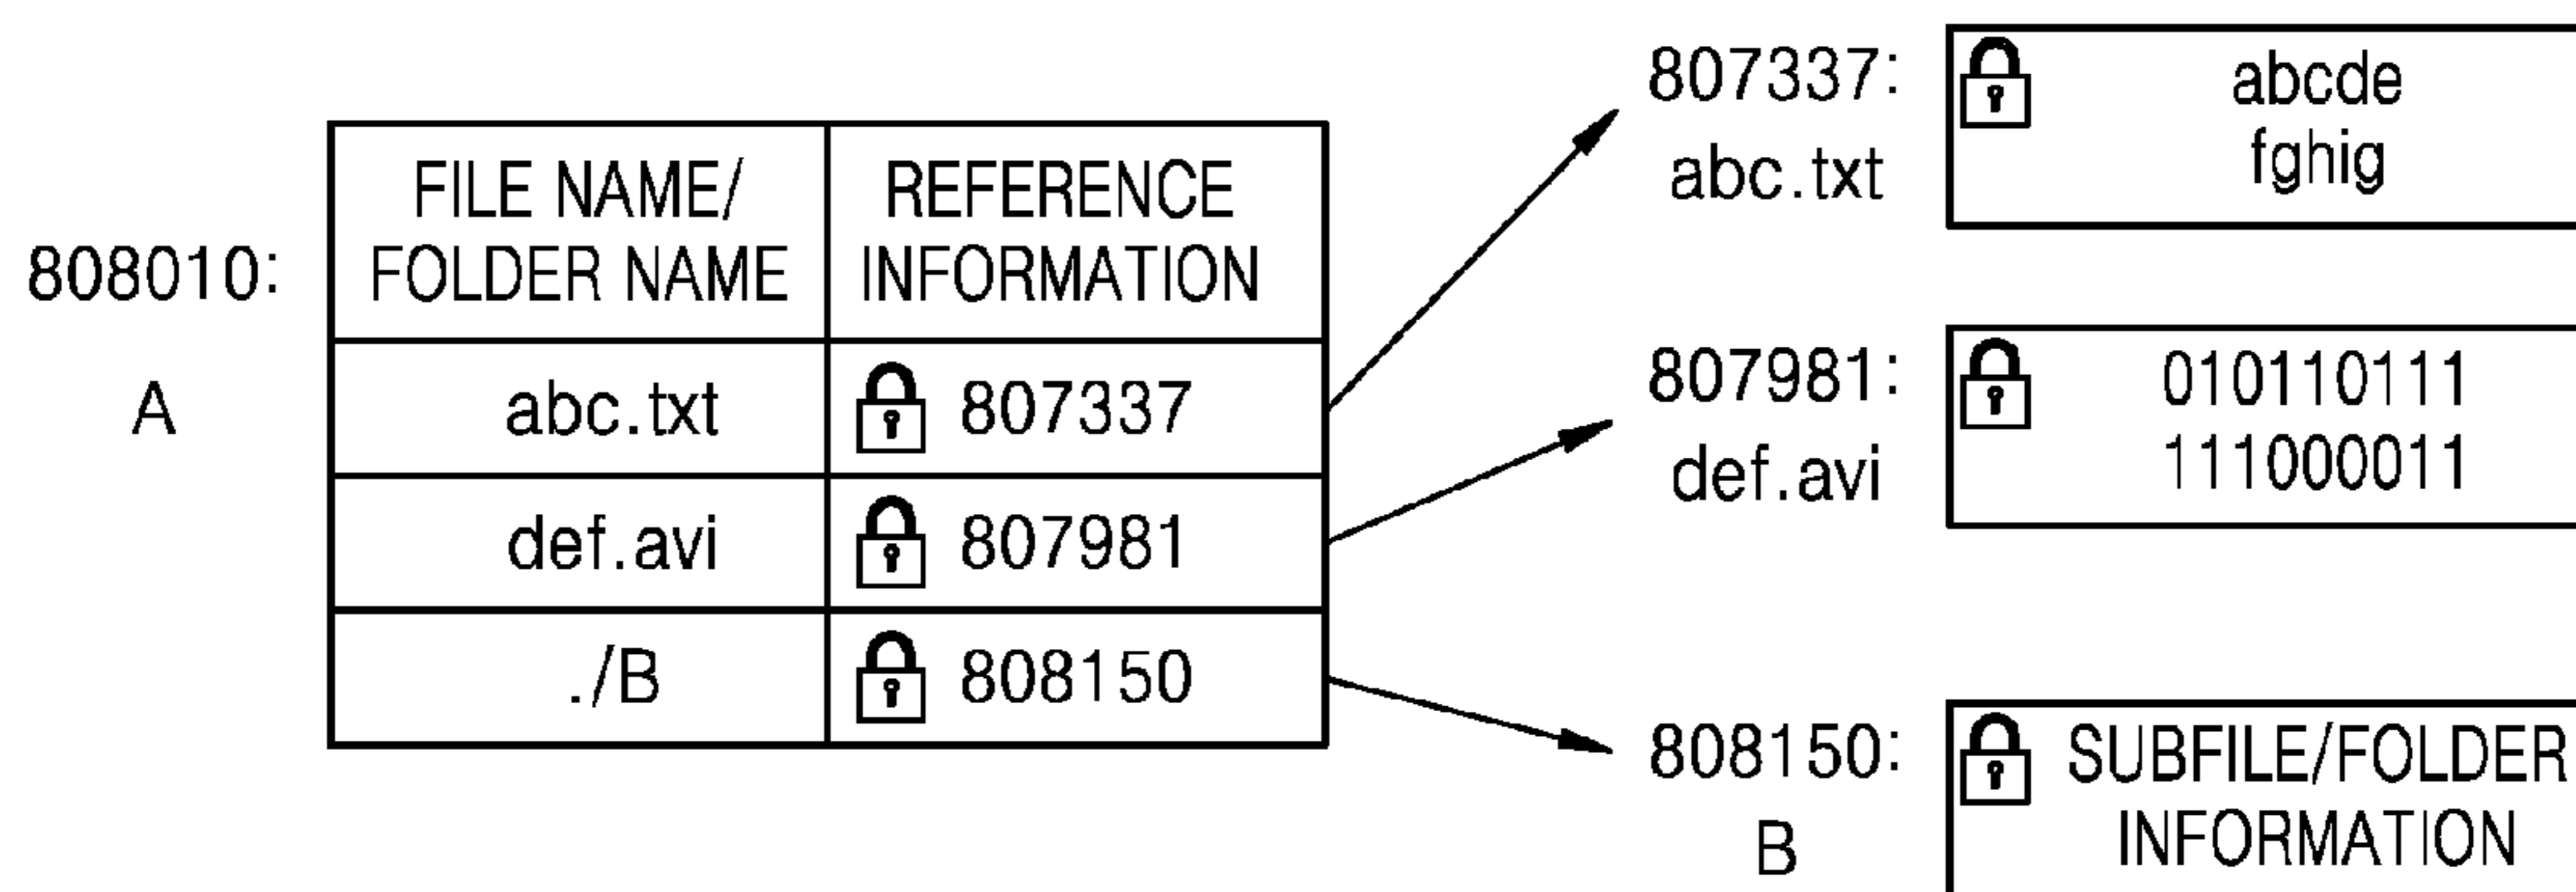 808010:
A
FILE NAME/
FOLDER NAME
REFERENCE
INFORMATION
abc.txt
807337
def.avi
807981
./B
808150
807337:
abc.txt
abcde
fghig
807981:
def.avi
010110111
111000011
808150:
B
SUBFILE/FOLDER
INFORMATION